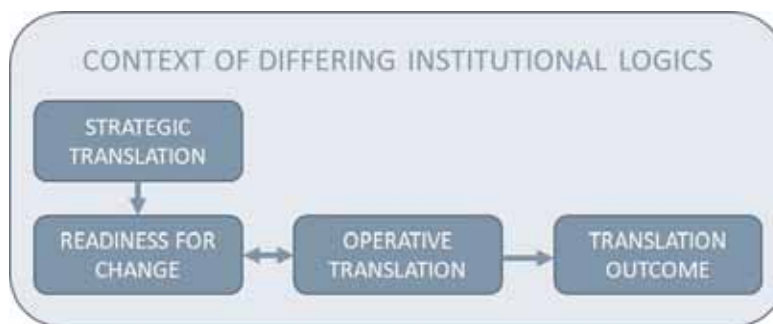 CONTEXT OF DIFFERING INSTITUTIONAL LOGICS
STRATEGIC
TRANSLATION
READINESS FOR
CHANGE
OPERATIVE
TRANSLATION
TRANSLATION
OUTCOME